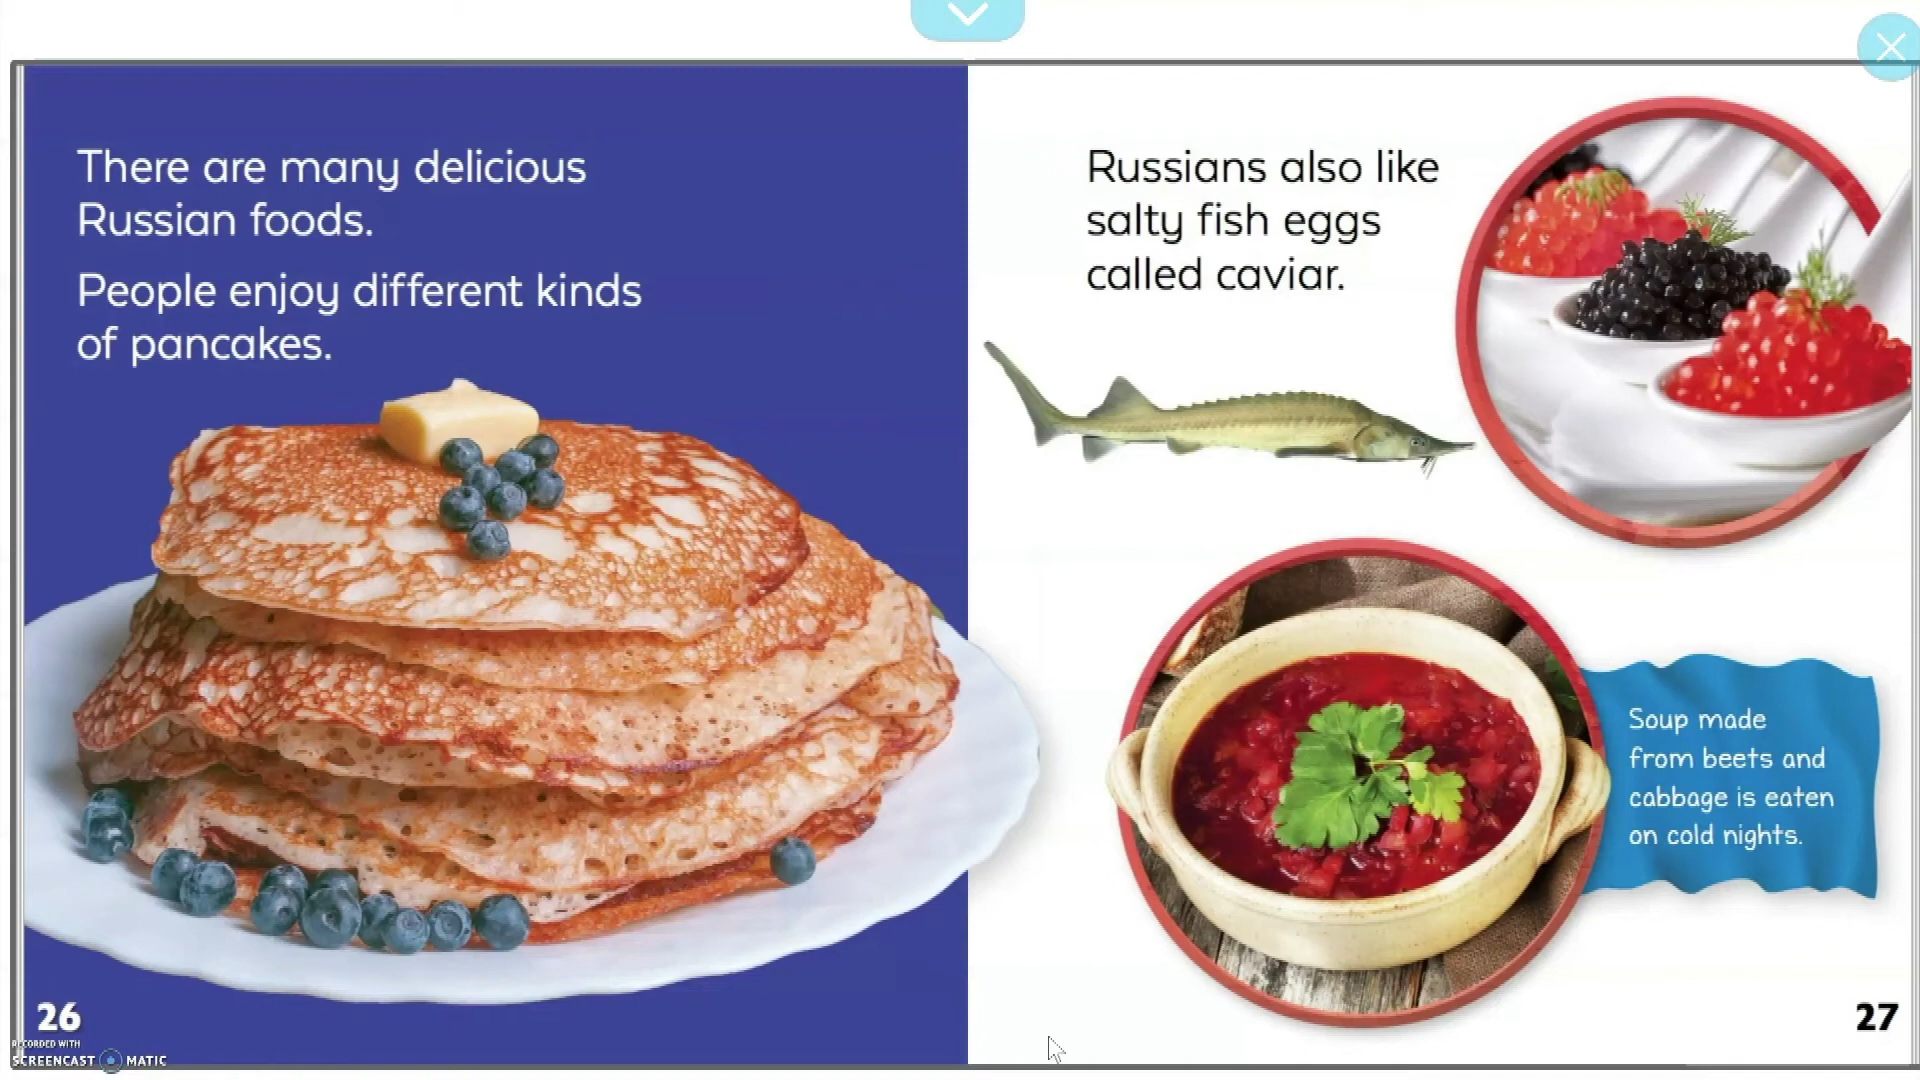 There are many delicious
Russian foods.
People enjoy different kinds
of pancakes.
26
RECORDED WITH
SCREENCAST MATIC
Russians also like
salty fish eggs
called caviar.
Soup made
from beets and
cabbage is eaten
on cold nights.
27